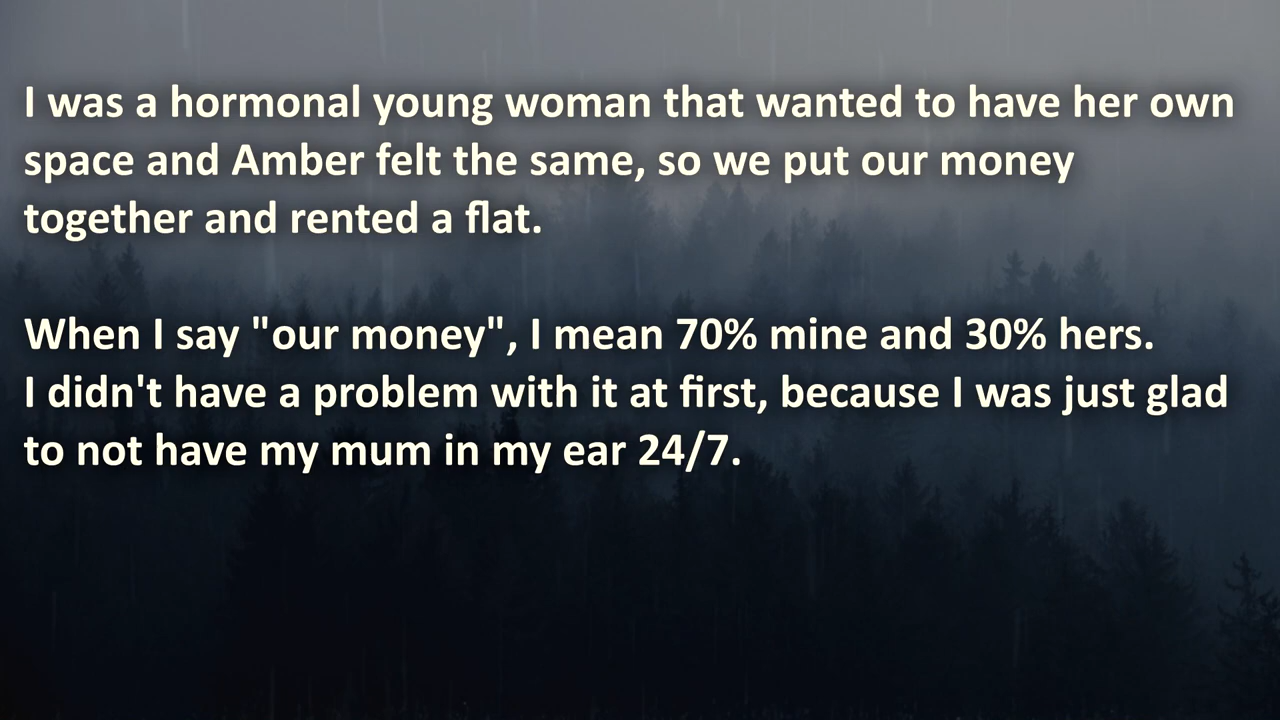 I was a hormonal young woman that wanted to have her own
space and Amber felt the same, so we put our money
together and rented a flat.
When I say "our money", I mean 70% mine and 30% hers.
I didn't have a problem with it at first, because I was just glad
to not have my mum in my ear 24/7.